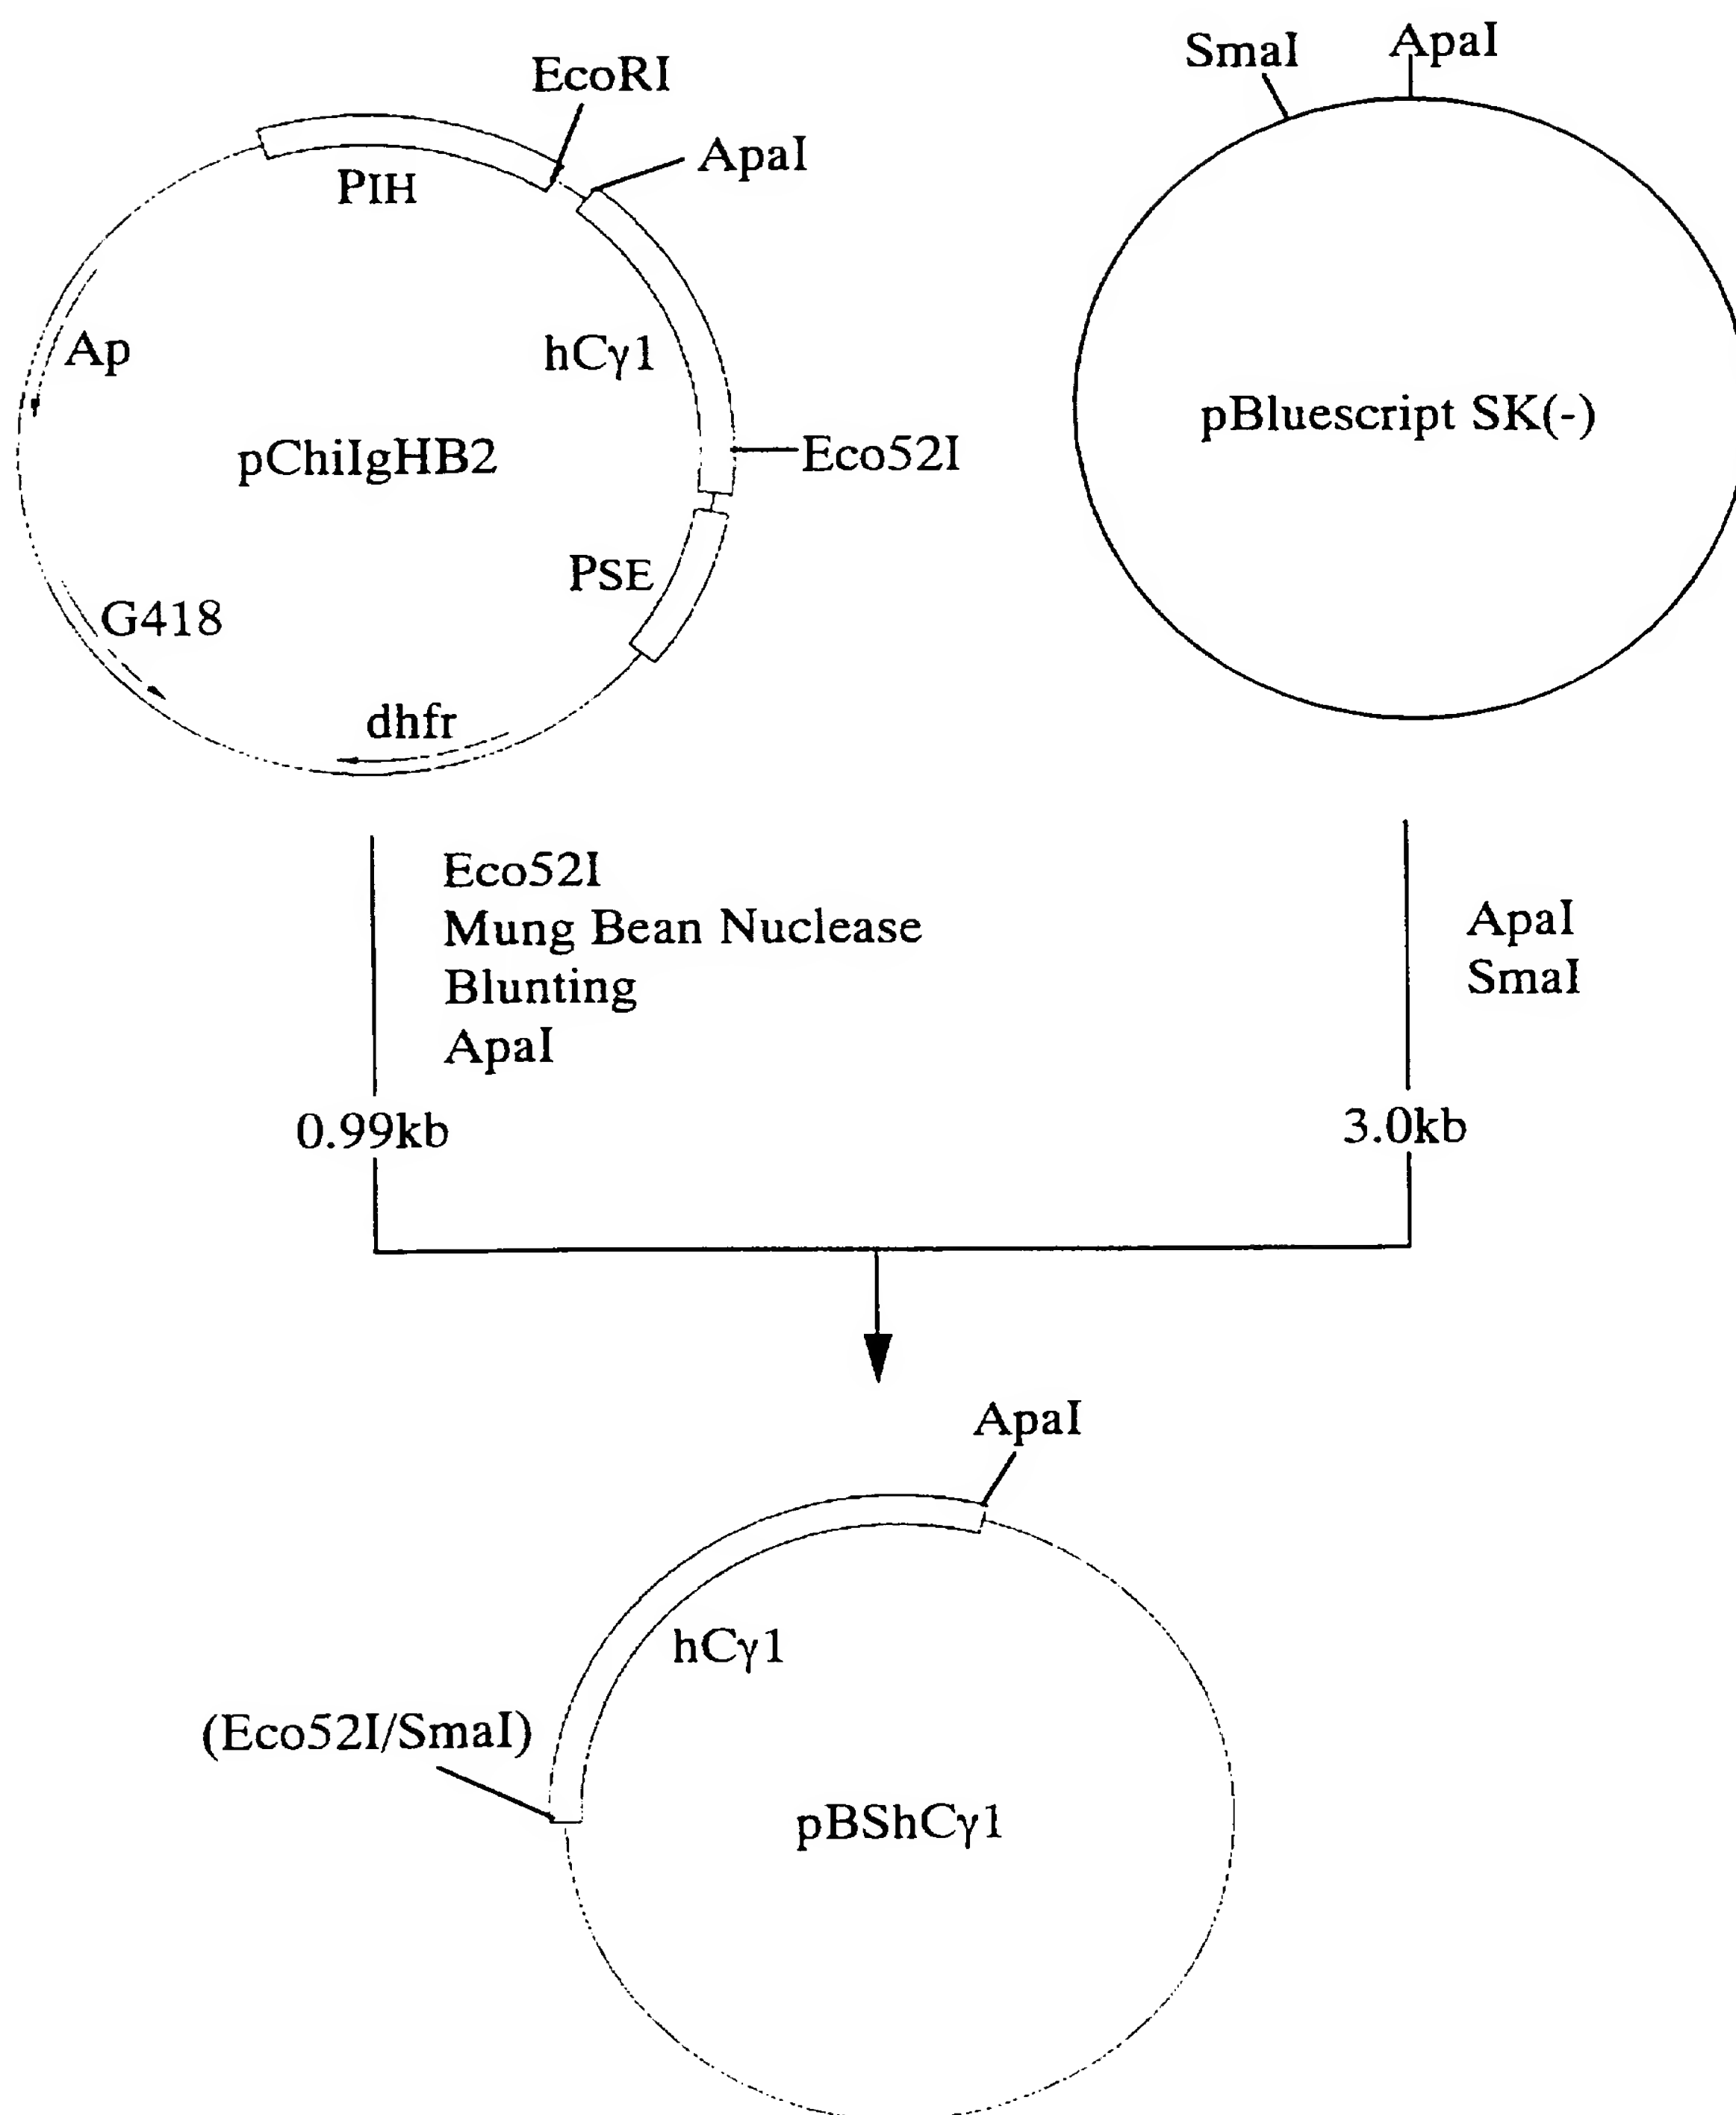 EcoRI
ApaI
PIH
Ap
hCγ1
pChiIgHB2
Eco52I
PSE
G418
dhfr
SmaI
ApaI
pBluescript SK(-)
Eco52I
Mung Bean Nuclease
Blunting
ApaI
0.99kb
ApaI
SmaI
3.0kb
ApaI
hCγ1
(Eco52I/SmaI)
pBShCγ1